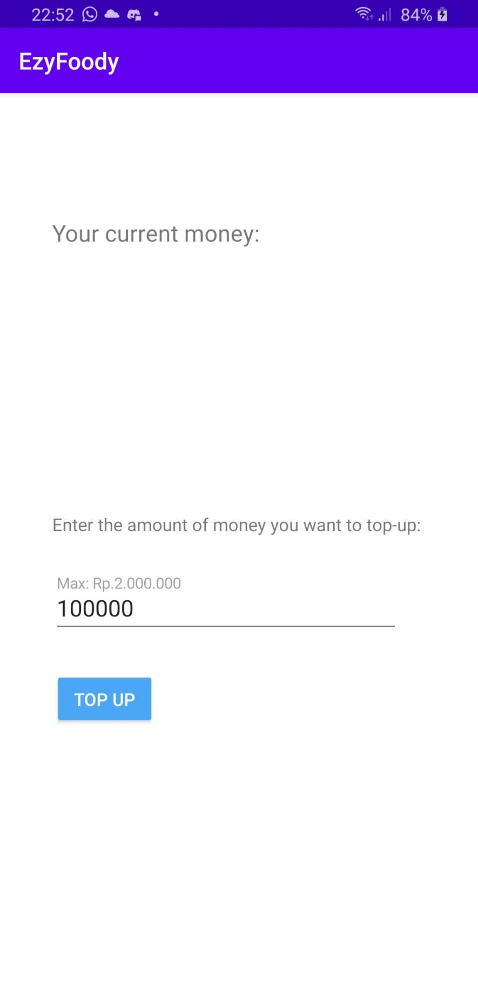 22:52
84%
EzyFoody
Your current money:
Enter the amount of money you want to top-up:
Max: Rp.2.000.000
100000
TOP UP